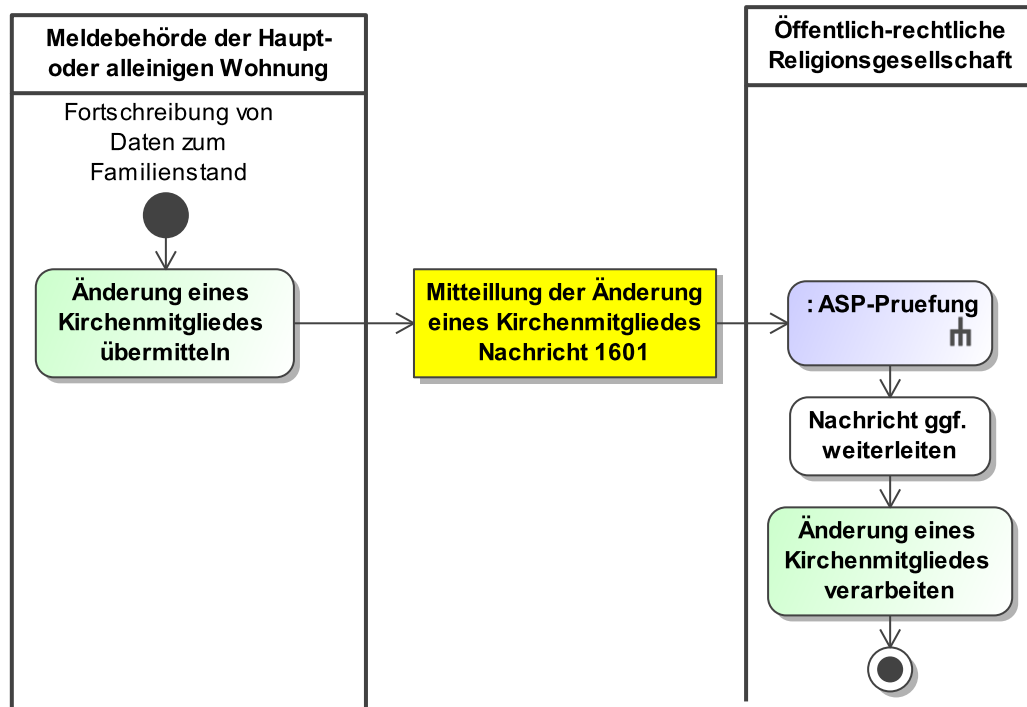 Meldebehörde der Haupt-
oder alleinigen Wohnung
Fortschreibung von
Daten zum
Familienstand
Änderung eines
Kirchenmitgliedes
übermitteln
Mitteillung der Änderung
eines Kirchenmitgliedes
Nachricht 1601
Öffentlich-rechtliche
Religionsgesellschaft
: ASP-Pruefung
Nachricht ggf.
weiterleiten
Änderung eines
Kirchenmitgliedes
verarbeiten